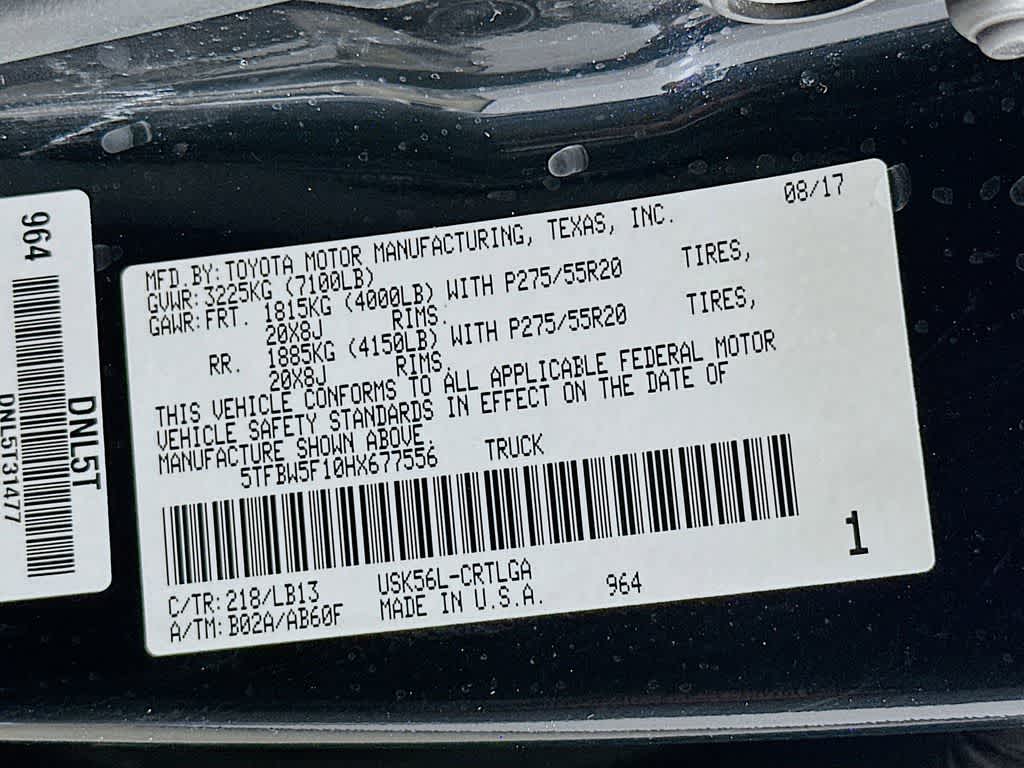 964
DNL5T
DNL5T31477
08/17
MFD.BY:TOYOTA MOTOR MANUFACTURING, TEXAS, INC.
GVWR:3225KG (7100LB)
GAWR:FRT. 1815KG (4000LB) WITH P275/55R20 TIRES,
20X8J RIMS.
RR. 1885KG (4150LB) WITH P275/55R20 TIRES,
20X8J RIMS.
THIS VEHICLE CONFORMS TO ALL APPLICABLE FEDERAL MOTOR
VEHICLE SAFETY STANDARDS IN EFFECT ON THE DATE OF
MANUFACTURE SHOWN ABOVE.
5TFBW5F10HX677556 TRUCK
C/TR:218/LB13 USK56L-CRTLGA 964 1
A/TM:B02A/AB60F MADE IN U.S.A.